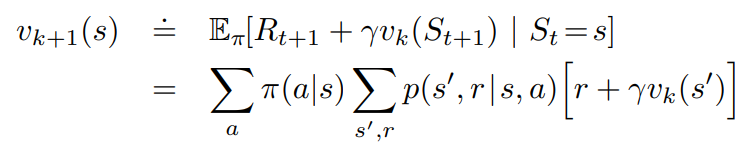 v_{k+1}(s) ≐ 𝔼_π[R_{t+1} + γv_k(S_{t+1}) | S_t = s]
= ∑_a π(a|s) ∑_{s',r} p(s', r|s, a) [r + γv_k(s')]